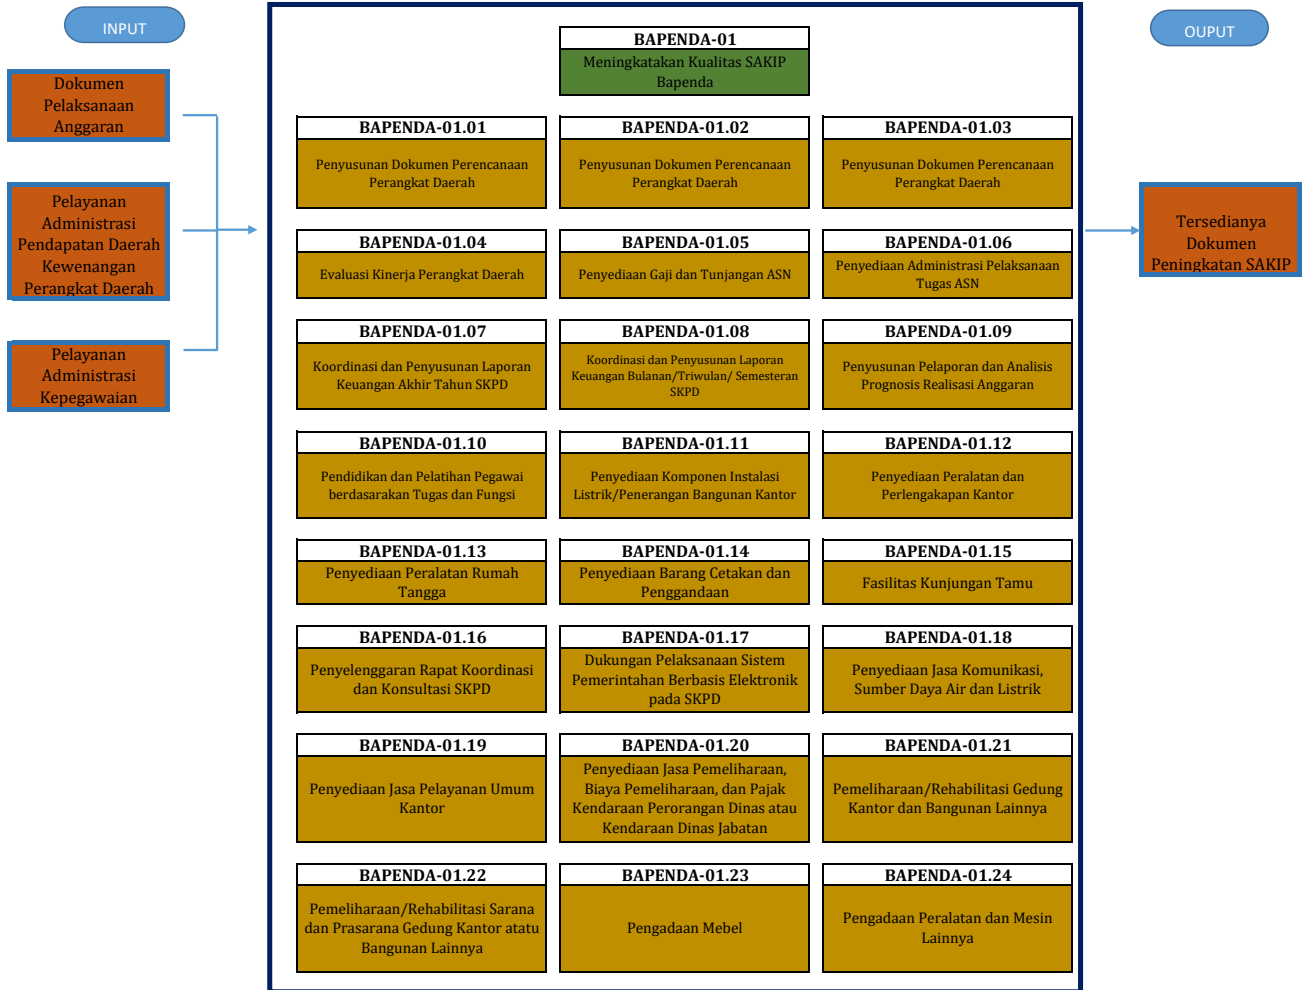 INPUT
OUPUT
Dokumen
Pelaksanaan
Anggaran
Pelayanan
Administrasi
Pendapatan Daerah
Kewenangan
Perangkat Daerah
Pelayanan
Administrasi
Kepegawaian
BAPENDA-01
Meningkatakan Kualitas SAKIP
Bapenda
BAPENDA-01.01
Penyusunan Dokumen Perencanaan
Perangkat Daerah
BAPENDA-01.02
Penyusunan Dokumen Perencanaan
Perangkat Daerah
BAPENDA-01.03
Penyusunan Dokumen Perencanaan
Perangkat Daerah
BAPENDA-01.04
Evaluasi Kinerja Perangkat Daerah
BAPENDA-01.05
Penyediaan Gaji dan Tunjangan ASN
BAPENDA-01.06
Penyediaan Administrasi Pelaksanaan
Tugas ASN
BAPENDA-01.07
Koordinasi dan Penyusunan Laporan
Keuangan Akhir Tahun SKPD
BAPENDA-01.08
Koordinasi dan Penyusunan Laporan
Keuangan Bulanan/Triwulan/ Semesteran
SKPD
BAPENDA-01.09
Penyusunan Pelaporan dan Analisis
Prognosis Realisasi Anggaran
BAPENDA-01.10
Pendidikan dan Pelatihan Pegawai
berdasarakan Tugas dan Fungsi
BAPENDA-01.11
Penyediaan Komponen Instalasi
Listrik/Penerangan Bangunan Kantor
BAPENDA-01.12
Penyediaan Peralatan dan
Perlengakapan Kantor
BAPENDA-01.13
Penyediaan Peralatan Rumah
Tangga
BAPENDA-01.14
Penyediaan Barang Cetakan dan
Penggandaan
BAPENDA-01.15
Fasilitas Kunjungan Tamu
BAPENDA-01.16
Penyelenggaran Rapat Koordinasi
dan Konsultasi SKPD
BAPENDA-01.17
Dukungan Pelaksanaan Sistem
Pemerintahan Berbasis Elektronik
pada SKPD
BAPENDA-01.18
Penyediaan Jasa Komunikasi,
Sumber Daya Air dan Listrik
BAPENDA-01.19
Penyediaan Jasa Pelayanan Umum
Kantor
BAPENDA-01.20
Penyediaan Jasa Pemeliharaan,
Biaya Pemeliharaan, dan Pajak
Kendaraan Perorangan Dinas atau
Kendaraan Dinas Jabatan
BAPENDA-01.21
Pemeliharaan/Rehabilitasi Gedung
Kantor dan Bangunan Lainnya
BAPENDA-01.22
Pemeliharaan/Rehabilitasi Sarana
dan Prasarana Gedung Kantor atatu
Bangunan Lainnya
BAPENDA-01.23
Pengadaan Mebel
BAPENDA-01.24
Pengadaan Peralatan dan Mesin
Lainnya
Tersedianya
Dokumen
Peningkatan SAKIP